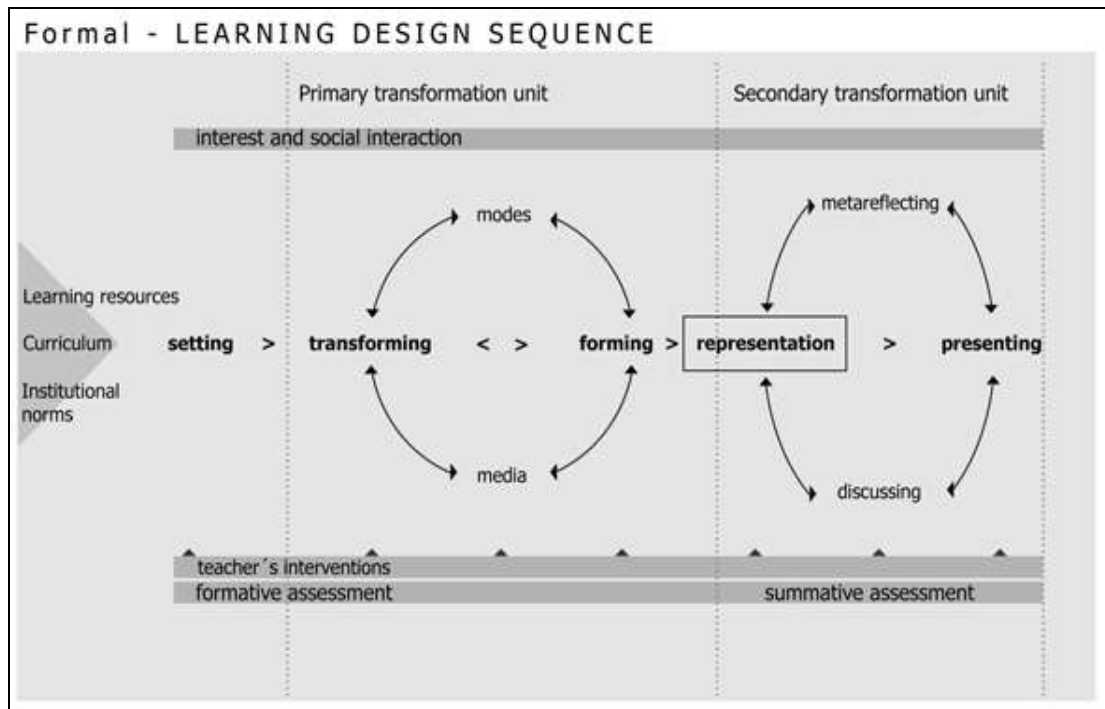 Formal - LEARNING DESIGN SEQUENCE
Primary transformation unit
Secondary transformation unit
interest and social interaction
modes
metareflecting
Learning resources
Curriculum
Institutional
norms
setting > transforming < > forming > representation > presenting
media
discussing
teacher´s interventions
formative assessment
summative assessment